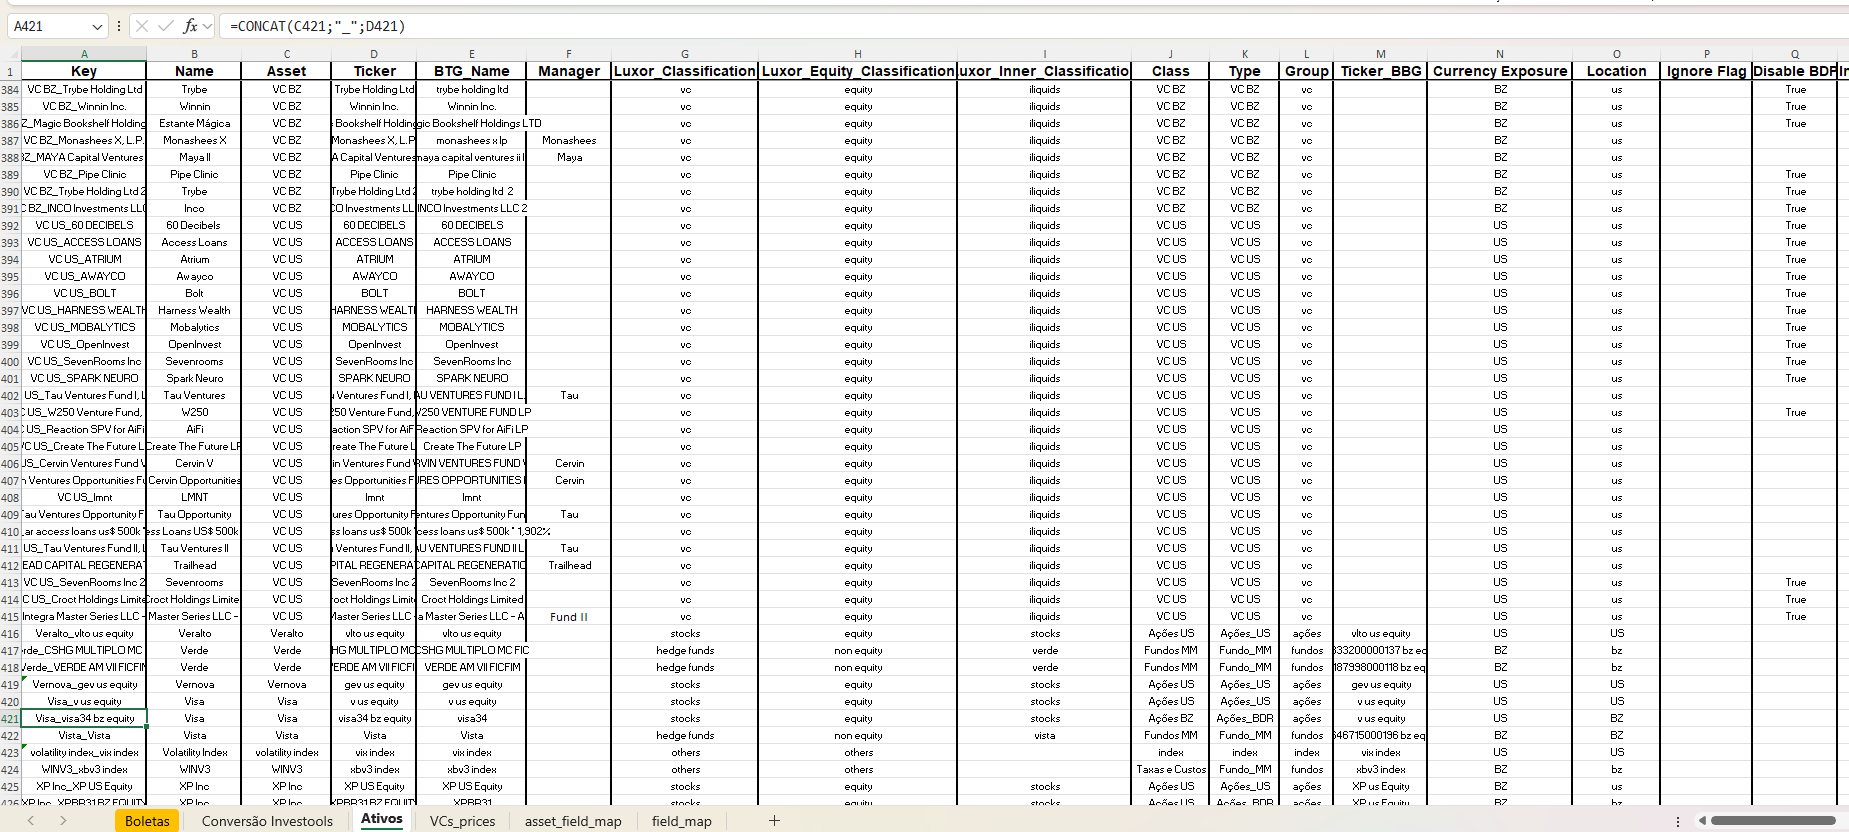 A421 fx =CONCAT(C421;"_";D421)
A B C D E F G H I J K L M N O P Q
1 Key Name Asset Ticker BTG_Name Manager Luxor_Classification Luxor_Equity_Classification uxor_Inner_Classificatio Class Type Group Ticker_BBG Currency Exposure Location Ignore Flag Disable BDP In
384 VC BZ_Trybe Holding Ltd Trybe VC BZ Trybe Holding Ltd trybe holding ltd vc equity iliquids VC BZ VC BZ vc BZ us True
385 VC BZ_Winnin Inc. Winnin VC BZ Winnin Inc. Winnin Inc. vc equity iliquids VC BZ VC BZ vc BZ us True
386 Z_Magic Bookshelf Holding Estante Mágica VC BZ Bookshelf Holding gic Bookshelf Holdings LTD vc equity iliquids VC BZ VC BZ vc BZ us True
387 VC BZ_Monashees X, L.P. Monashees X VC BZ Monashees X, L.P monashees x lp Monashees vc equity iliquids VC BZ VC BZ vc BZ us
388 Z_MAYA Capital Ventures Maya II VC BZ A Capital Ventures maya capital ventures ii l Maya vc equity iliquids VC BZ VC BZ vc BZ us
389 VC BZ_Pipe Clinic Pipe Clinic VC BZ Pipe Clinic Pipe Clinic vc equity iliquids VC BZ VC BZ vc BZ us True
390 VC BZ_Trybe Holding Ltd 2 Trybe VC BZ Trybe Holding Ltd 2 trybe holding ltd 2 vc equity iliquids VC BZ VC BZ vc BZ us True
391 BZ_INCO Investments LLC Inco VC BZ CO Investments LL INCO Investments LLC 2 vc equity iliquids VC BZ VC BZ vc BZ us True
392 VC US_60 DECIBELS 60 Decibels VC US 60 DECIBELS 60 DECIBELS vc equity iliquids VC US VC US vc US us True
393 VC US_ACCESS LOANS Access Loans VC US ACCESS LOANS ACCESS LOANS vc equity iliquids VC US VC US vc US us True
394 VC US_ATRIUM Atrium VC US ATRIUM ATRIUM vc equity iliquids VC US VC US vc US us True
395 VC US_AWAYCO Awayco VC US AWAYCO AWAYCO vc equity iliquids VC US VC US vc US us True
396 VC US_BOLT Bolt VC US BOLT BOLT vc equity iliquids VC US VC US vc US us True
397 VC US_HARNESS WEALTH Harness Wealth VC US HARNESS WEALT HARNESS WEALTH vc equity iliquids VC US VC US vc US us True
398 VC US_MOBALYTICS Mobalytics VC US MOBALYTICS MOBALYTICS vc equity iliquids VC US VC US vc US us True
399 VC US_OpenInvest OpenInvest VC US OpenInvest OpenInvest vc equity iliquids VC US VC US vc US us True
400 VC US_SevenRooms Inc Sevenrooms VC US SevenRooms Inc SevenRooms Inc vc equity iliquids VC US VC US vc US us True
401 VC US_SPARK NEURO Spark Neuro VC US SPARK NEURO SPARK NEURO vc equity iliquids VC US VC US vc US us True
402 US_Tau Ventures Fund I, L Tau Ventures VC US Ventures Fund I, AU VENTURES FUND I L. Tau vc equity iliquids VC US VC US vc US us
403 US_W250 Venture Fund, W250 VC US 250 Venture Fund, 250 VENTURE FUND LP vc equity iliquids VC US VC US vc US us True
404 US_Reaction SPV for AiFi AiFi VC US action SPV for AiF Reaction SPV for AiFi LP vc equity iliquids VC US VC US vc US us
405 C US_Create The Future L Create The Future LP VC US reate The Future L Create The Future LP vc equity iliquids VC US VC US vc US us
406 US_Cervin Ventures Fund V Cervin V VC US in Ventures Fund RVIN VENTURES FUND Cervin vc equity iliquids VC US VC US vc US us
407 n Ventures Opportunities Fu Cervin Opportunities VC US es Opportunities F URES OPPORTUNITIES Cervin vc equity iliquids VC US VC US vc US us
408 VC US_lmnt LMNT VC US lmnt lmnt vc equity iliquids VC US VC US vc US us
409 Tau Ventures Opportunity F Tau Opportunity VC US ures Opportunity F entures Opportunity Fun Tau vc equity iliquids VC US VC US vc US us
410 ar access loans us$ 500k ess Loans US$ 500k VC US ss loans us$ 500k cess loans us$ 500k " 1,902% vc equity iliquids VC US VC US vc US us
411 US_Tau Ventures Fund II, L Tau Ventures II VC US Ventures Fund II, U VENTURES FUND II L Tau vc equity iliquids VC US VC US vc US us
412 EAD CAPITAL REGENERA Trailhead VC US PITAL REGENERA CAPITAL REGENERATIO Trailhead vc equity iliquids VC US VC US vc US us
413 VC US_SevenRooms Inc 2 Sevenrooms VC US SevenRooms Inc 2 SevenRooms Inc 2 vc equity iliquids VC US VC US vc US us True
414 C US_Croct Holdings Limite Croct Holdings Limited VC US roct Holdings Limit Croct Holdings Limited vc equity iliquids VC US VC US vc US us True
415 Integra Master Series LLC - Master Series LLC - VC US Master Series LLC a Master Series LLC - A Fund II vc equity iliquids VC US VC US vc US us True
416 Veralto_vlto us equity Veralto Veralto vlto us equity vlto us equity stocks equity stocks Ações US Ações_US ações vlto us equity US US
417 rde_CSHG MULTIPLO MC Verde Verde HG MULTIPLO MC CSHG MULTIPLO MC FIC hedge funds non equity verde Fundos MM Fundo_MM fundos 333200000137 bz eq BZ bz
418 Verde_VERDE AM VII FICFIM Verde Verde VERDE AM VII FICFI VERDE AM VII FICFIM hedge funds non equity verde Fundos MM Fundo_MM fundos 187998000118 bz eq BZ bz
419 Vernova_gev us equity Vernova Vernova gev us equity gev us equity stocks equity stocks Ações US Ações_US ações gev us equity US US
420 Visa_v us equity Visa Visa v us equity v us equity stocks equity stocks Ações US Ações_US ações v us equity US US
421 Visa_visa34 bz equity Visa Visa visa34 bz equity visa34 stocks equity stocks Ações BZ Ações_BDR ações v us equity US BZ
422 Vista_Vista Vista Vista Vista Vista hedge funds non equity vista Fundos MM Fundo_MM fundos 646715000196 bz eq BZ BZ
423 volatility index_vix index Volatility Index volatility index vix index vix index others others index index index vix index US US
424 WINV3_xbv3 index WINV3 WINV3 xbv3 index xbv3 index others others Taxas e Custos Fundo_MM fundos xbv3 index BZ bz
425 XP Inc_XP US Equity XP Inc XP Inc XP US Equity XP US Equity stocks equity stocks Ações US Ações_US ações XP us Equity BZ us
426 XP Inc_XPBR31 BZ EQUIT XP Inc XP Inc XPBR31 BZ EQUIT XPBR31 stocks equity stocks Ações US Ações_BDR ações XP us Equity BZ bz
Boletas Conversão Investools Ativos VCs_prices asset_field_map field_map +